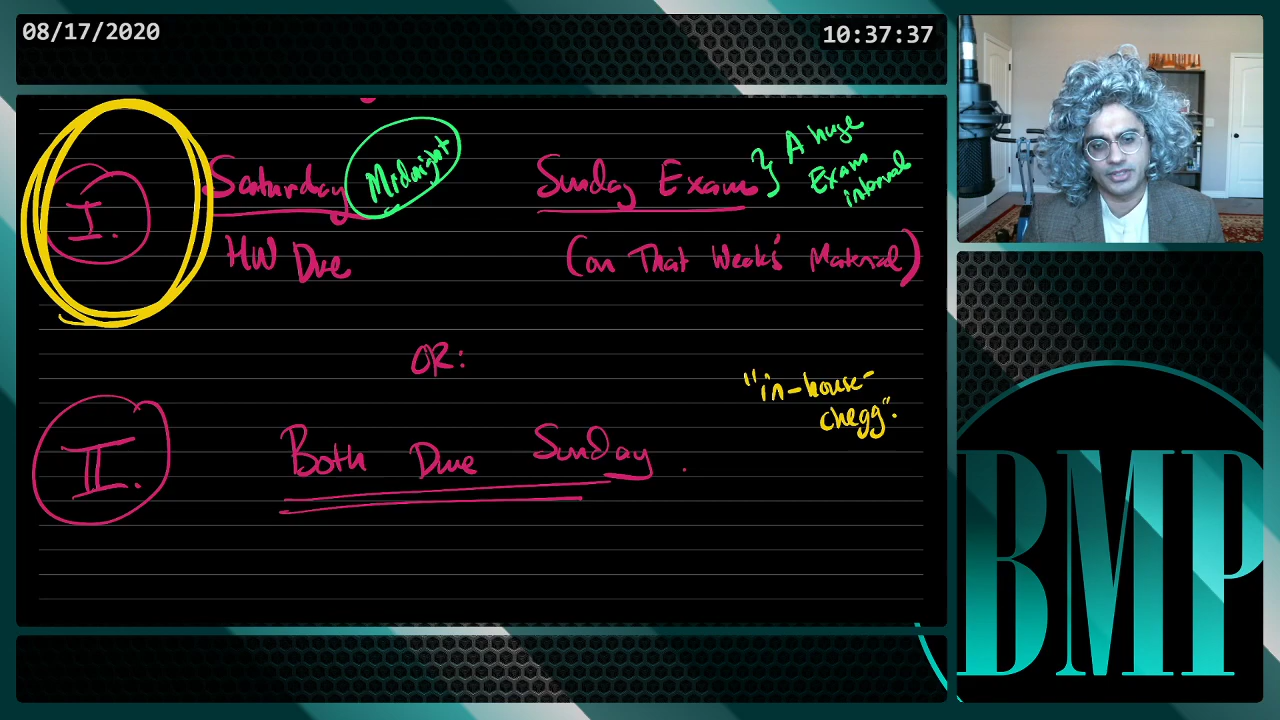 08/17/2020
10:37:37
I.
Saturday Midnight
HW Due
Sunday Exam } A huge
Exam
interval
(on That Week's Material)
OR:
"in-house-
chegg".
II.
Both Due Sunday.
BMP